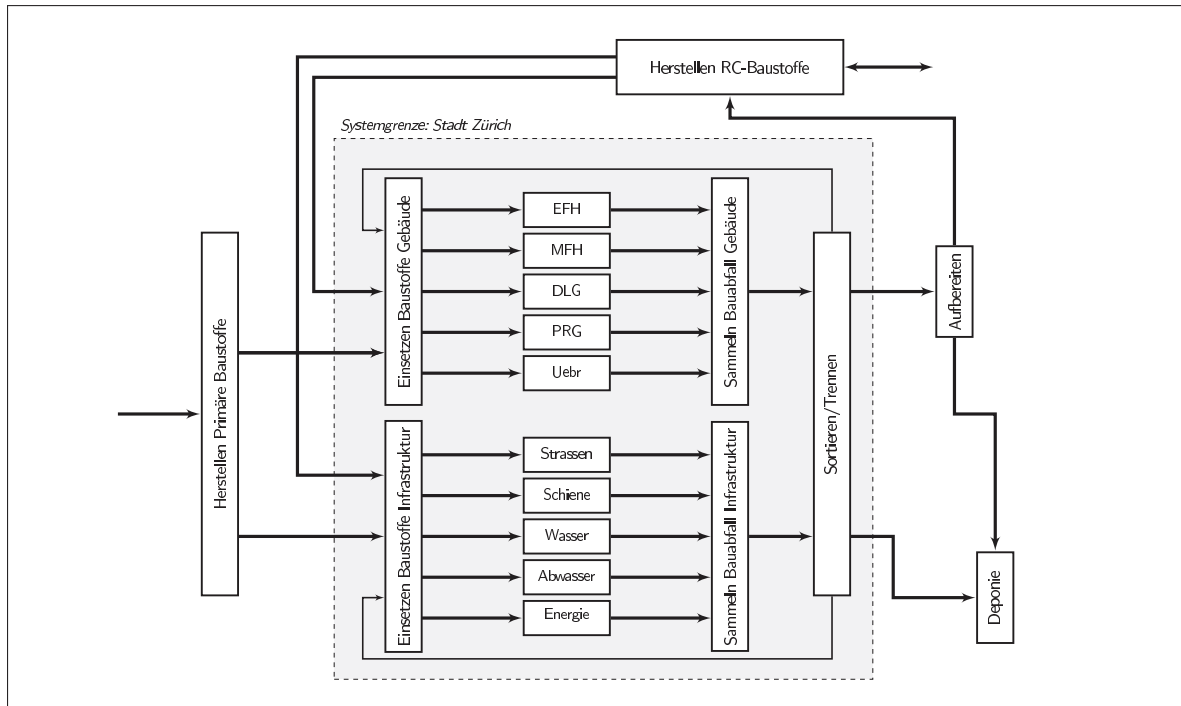 Herstellen RC-Baustoffe
Systemgrenze: Stadt Zürich
Herstellen Primäre Baustoffe
Einsetzen Baustoffe Gebäude
EFH
MFH
DLG
PRG
Uebr
Sammeln Bauabfall Gebäude
Einsetzen Baustoffe Infrastruktur
Strassen
Schiene
Wasser
Abwasser
Energie
Sammeln Bauabfall Infrastruktur
Sortieren/Trennen
Aufbereiten
Deponie